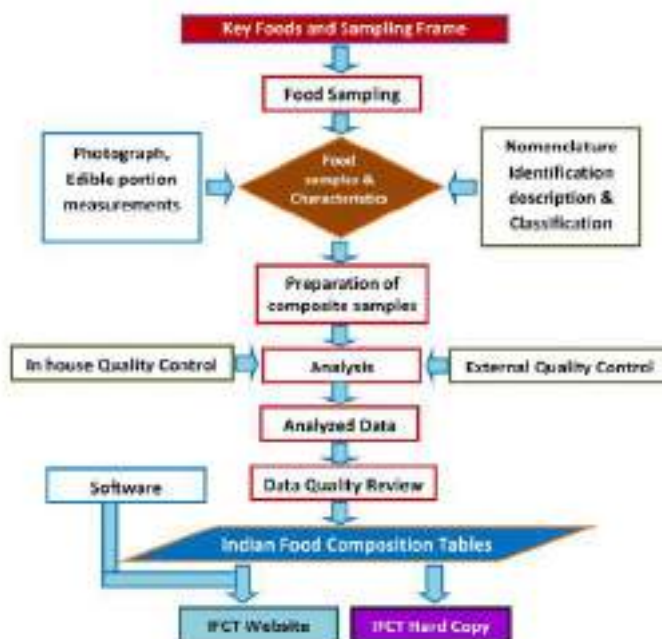 Key Foods and Sampling Frame
Food Sampling
Photograph,
Edible portion
measurements
Food
samples &
Characteristics
Nomenclature
Identification
description &
Classification
Preparation of
composite samples
In house Quality Control
Analysis
External Quality Control
Analyzed Data
Software
Data Quality Review
Indian Food Composition Tables
IFCT Website
IFCT Hard Copy